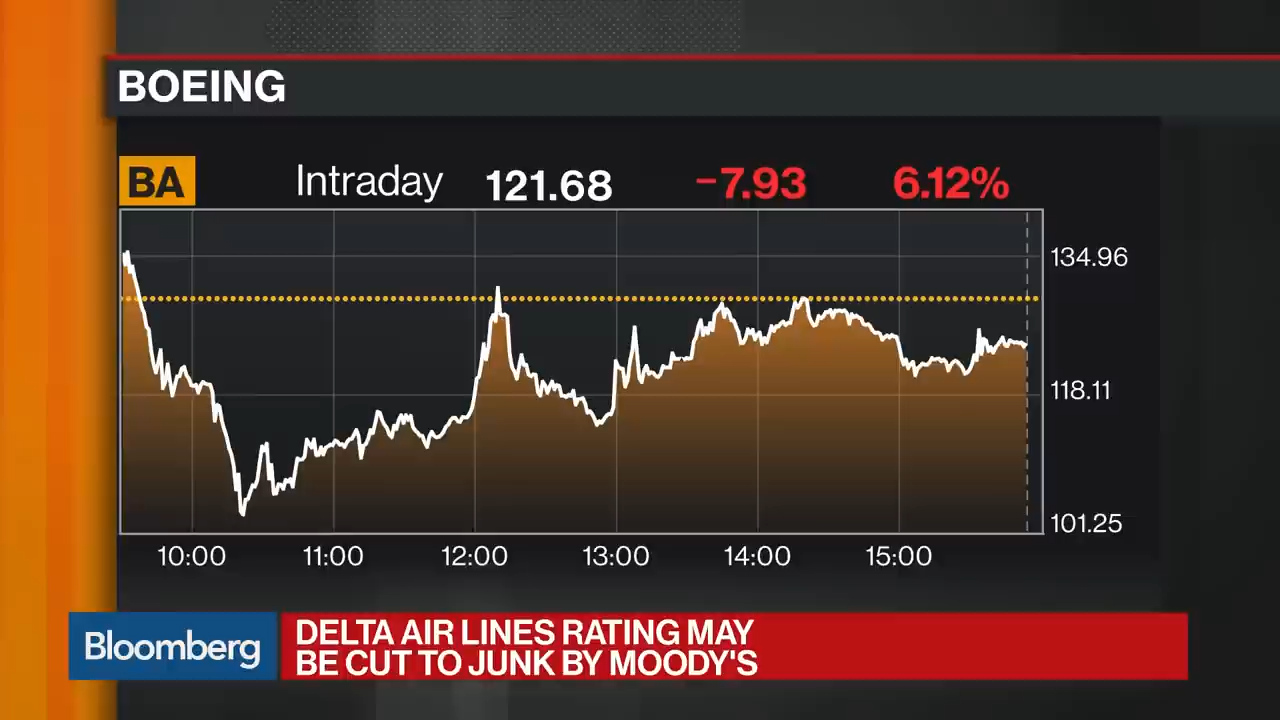 BOEING
BA Intraday 121.68 −7.93 6.12%
134.96
118.11
101.25
10:00 11:00 12:00 13:00 14:00 15:00
Bloomberg
DELTA AIR LINES RATING MAY
BE CUT TO JUNK BY MOODY'S